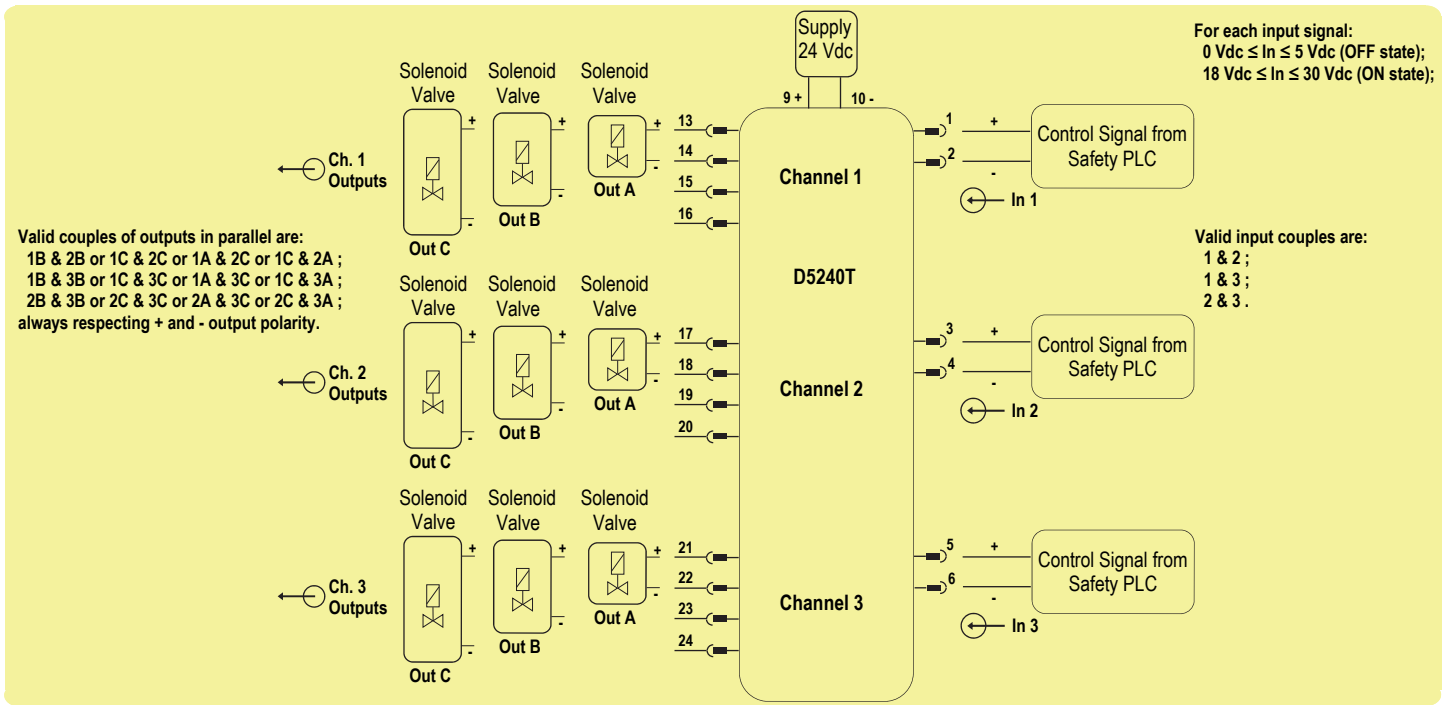 Supply
24 Vdc
9 +
10 -
For each input signal:
0 Vdc ≤ In ≤ 5 Vdc (OFF state);
18 Vdc ≤ In ≤ 30 Vdc (ON state);
Solenoid
Valve
Solenoid
Valve
Solenoid
Valve
+
-
Out C
+
-
Out B
+
-
Out A
13
14
15
16
Ch. 1
Outputs
Channel 1
1
2
+
-
Control Signal from
Safety PLC
In 1
Valid couples of outputs in parallel are:
1B & 2B or 1C & 2C or 1A & 2C or 1C & 2A ;
1B & 3B or 1C & 3C or 1A & 3C or 1C & 3A ;
2B & 3B or 2C & 3C or 2A & 3C or 2C & 3A ;
always respecting + and - output polarity.
D5240T
Valid input couples are:
1 & 2 ;
1 & 3 ;
2 & 3 .
Solenoid
Valve
Solenoid
Valve
Solenoid
Valve
+
-
Out C
+
-
Out B
+
-
Out A
17
18
19
20
Ch. 2
Outputs
Channel 2
3
4
+
-
Control Signal from
Safety PLC
In 2
Solenoid
Valve
Solenoid
Valve
Solenoid
Valve
+
-
Out C
+
-
Out B
+
-
Out A
21
22
23
24
Ch. 3
Outputs
Channel 3
5
6
+
-
Control Signal from
Safety PLC
In 3